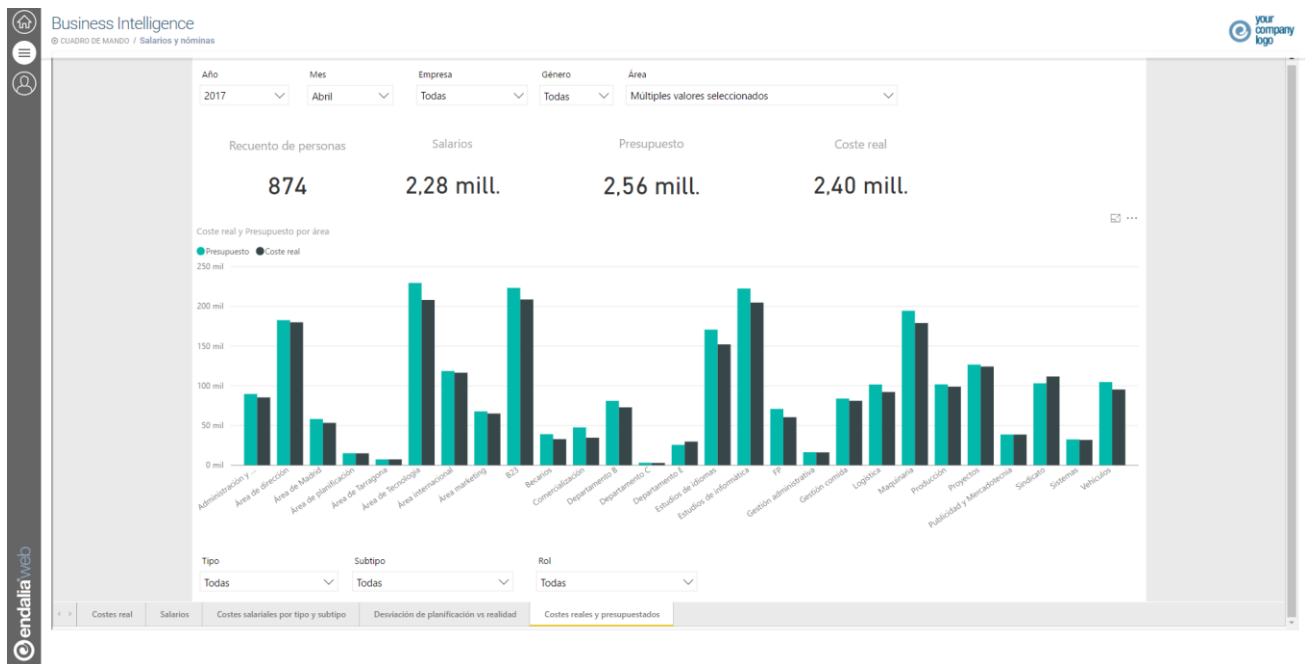 Business Intelligence
CUADRO DE MANDO / Salarios y nóminas
your
company
logo
Año Mes Empresa Género Área
2017 Abril Todas Todas Múltiples valores seleccionados
Recuento de personas Salarios Presupuesto Coste real
874 2,28 mill. 2,56 mill. 2,40 mill.
Coste real y Presupuesto por área
Presupuesto Coste real
250 mil
200 mil
150 mil
100 mil
50 mil
0 mil
Administración y ...
Área de dirección
Área de Madrid
Área de planificación
Área de Tarragona
Área de Tecnología
Área internacional
Área marketing
B23
Becarios
Comercialización
Departamento B
Departamento C
Departamento E
Estudios de idiomas
Estudios de informática
FP
Gestión administrativa
Gestión comida
Logística
Maquinaria
Producción
Proyectos
Publicidad y Mercadotecnia
Sindicato
Sistemas
Vehículos
Tipo Subtipo Rol
Todas Todas Todas
Costes real Salarios Costes salariales por tipo y subtipo Desviación de planificación vs realidad Costes reales y presupuestados
endalia web